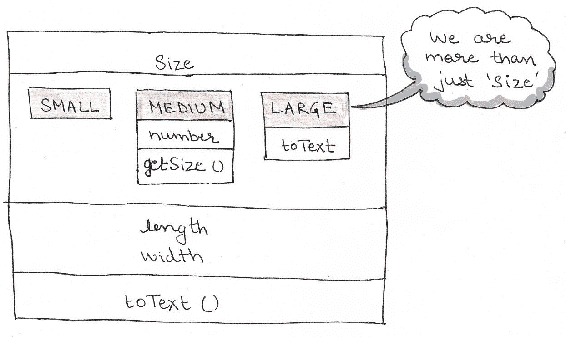 Size
We are
more than
just 'Size'
SMALL
MEDIUM
number
getSize ()
LARGE
toText
length
width
toText ()